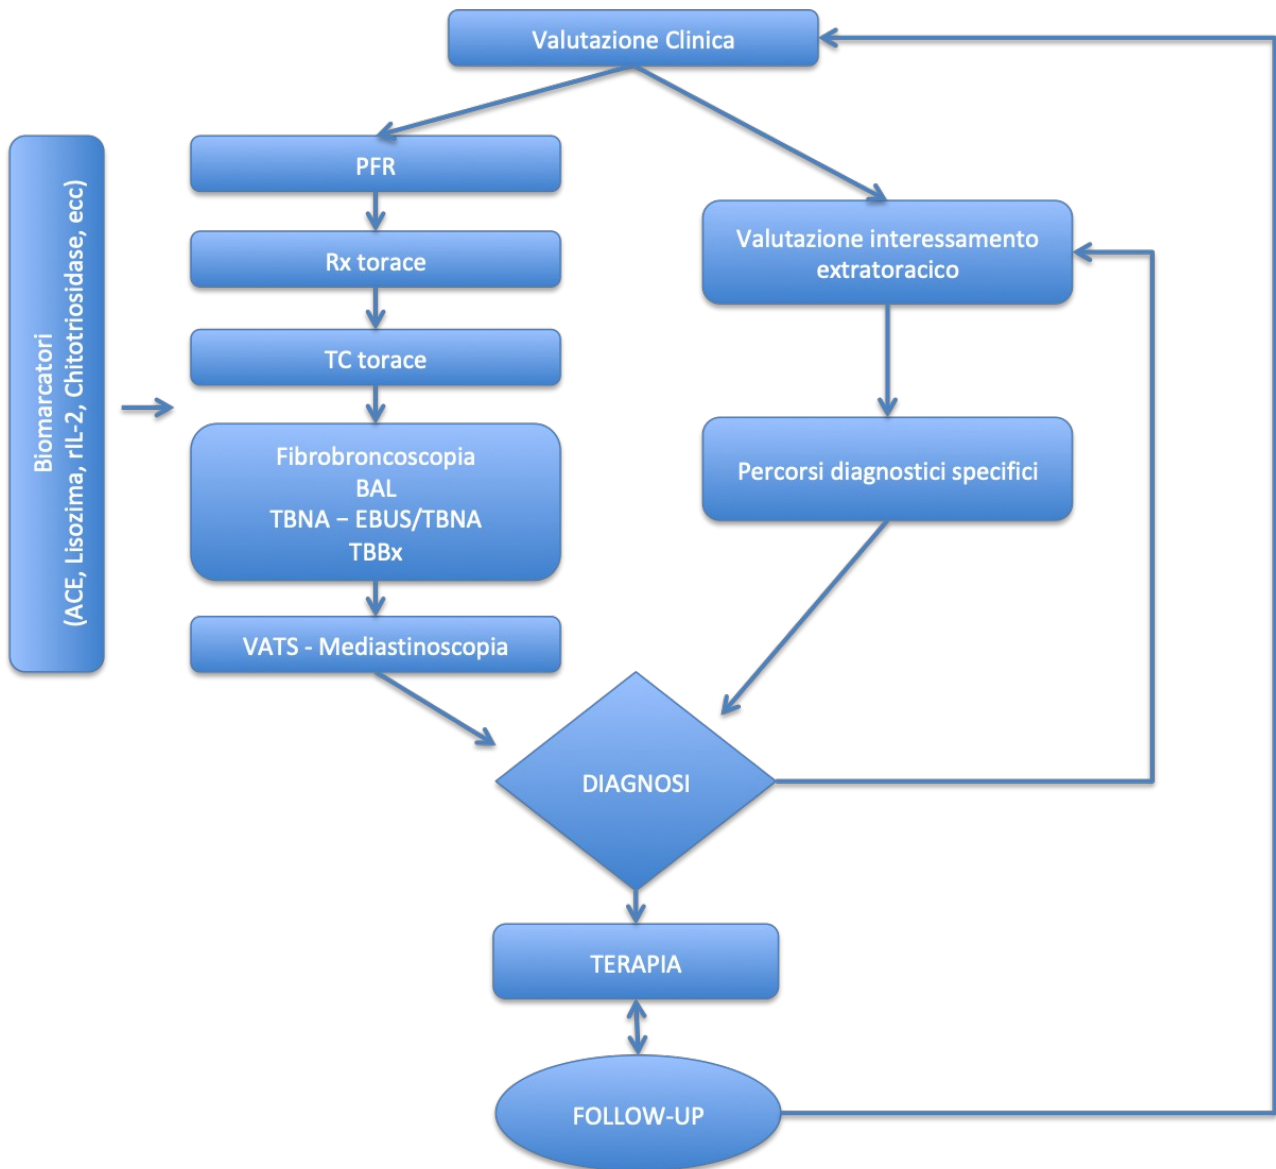 Valutazione Clinica
Biomarcatori
(ACE, Lisozima, rIL-2, Chitotriosidase, ecc)
PFR
Rx torace
TC torace
Fibrobroncoscopia
BAL
TBNA – EBUS/TBNA
TBBx
VATS - Mediastinoscopia
Valutazione interessamento
extratoracico
Percorsi diagnostici specifici
DIAGNOSI
TERAPIA
FOLLOW-UP